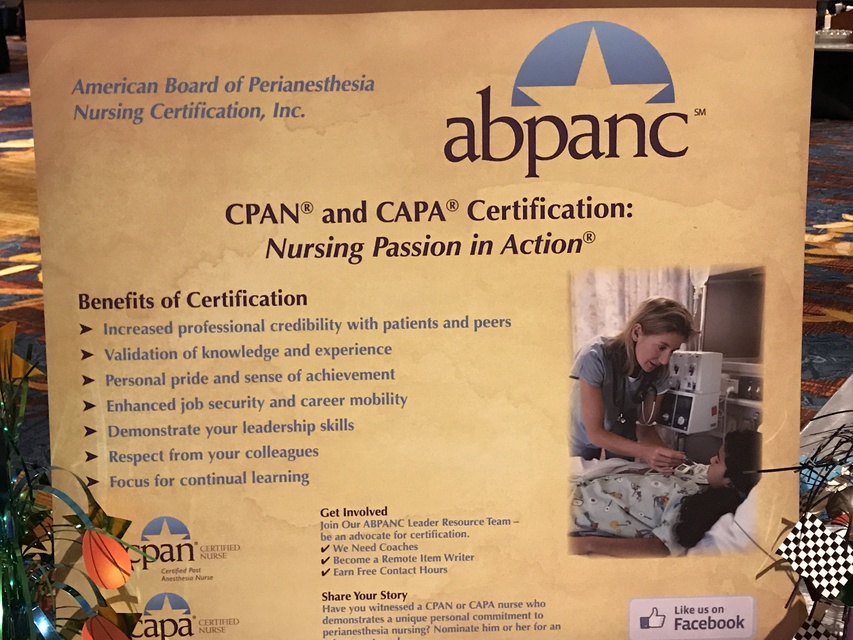 American Board of Perianesthesia
Nursing Certification, Inc.
abpanc SM
CPAN® and CAPA® Certification:
Nursing Passion in Action®
Benefits of Certification
➤ Increased professional credibility with patients and peers
➤ Validation of knowledge and experience
➤ Personal pride and sense of achievement
➤ Enhanced job security and career mobility
➤ Demonstrate your leadership skills
➤ Respect from your colleagues
➤ Focus for continual learning
cpan® CERTIFIED
NURSE
Certified Post
Anesthesia Nurse
capa CERTIFIED
NURSE
Get Involved
Join Our ABPANC Leader Resource Team –
be an advocate for certification.
✔ We Need Coaches
✔ Become a Remote Item Writer
✔ Earn Free Contact Hours
Share Your Story
Have you witnessed a CPAN or CAPA nurse who
demonstrates a unique personal commitment to
perianesthesia nursing? Nominate him or her for an
Like us on
Facebook